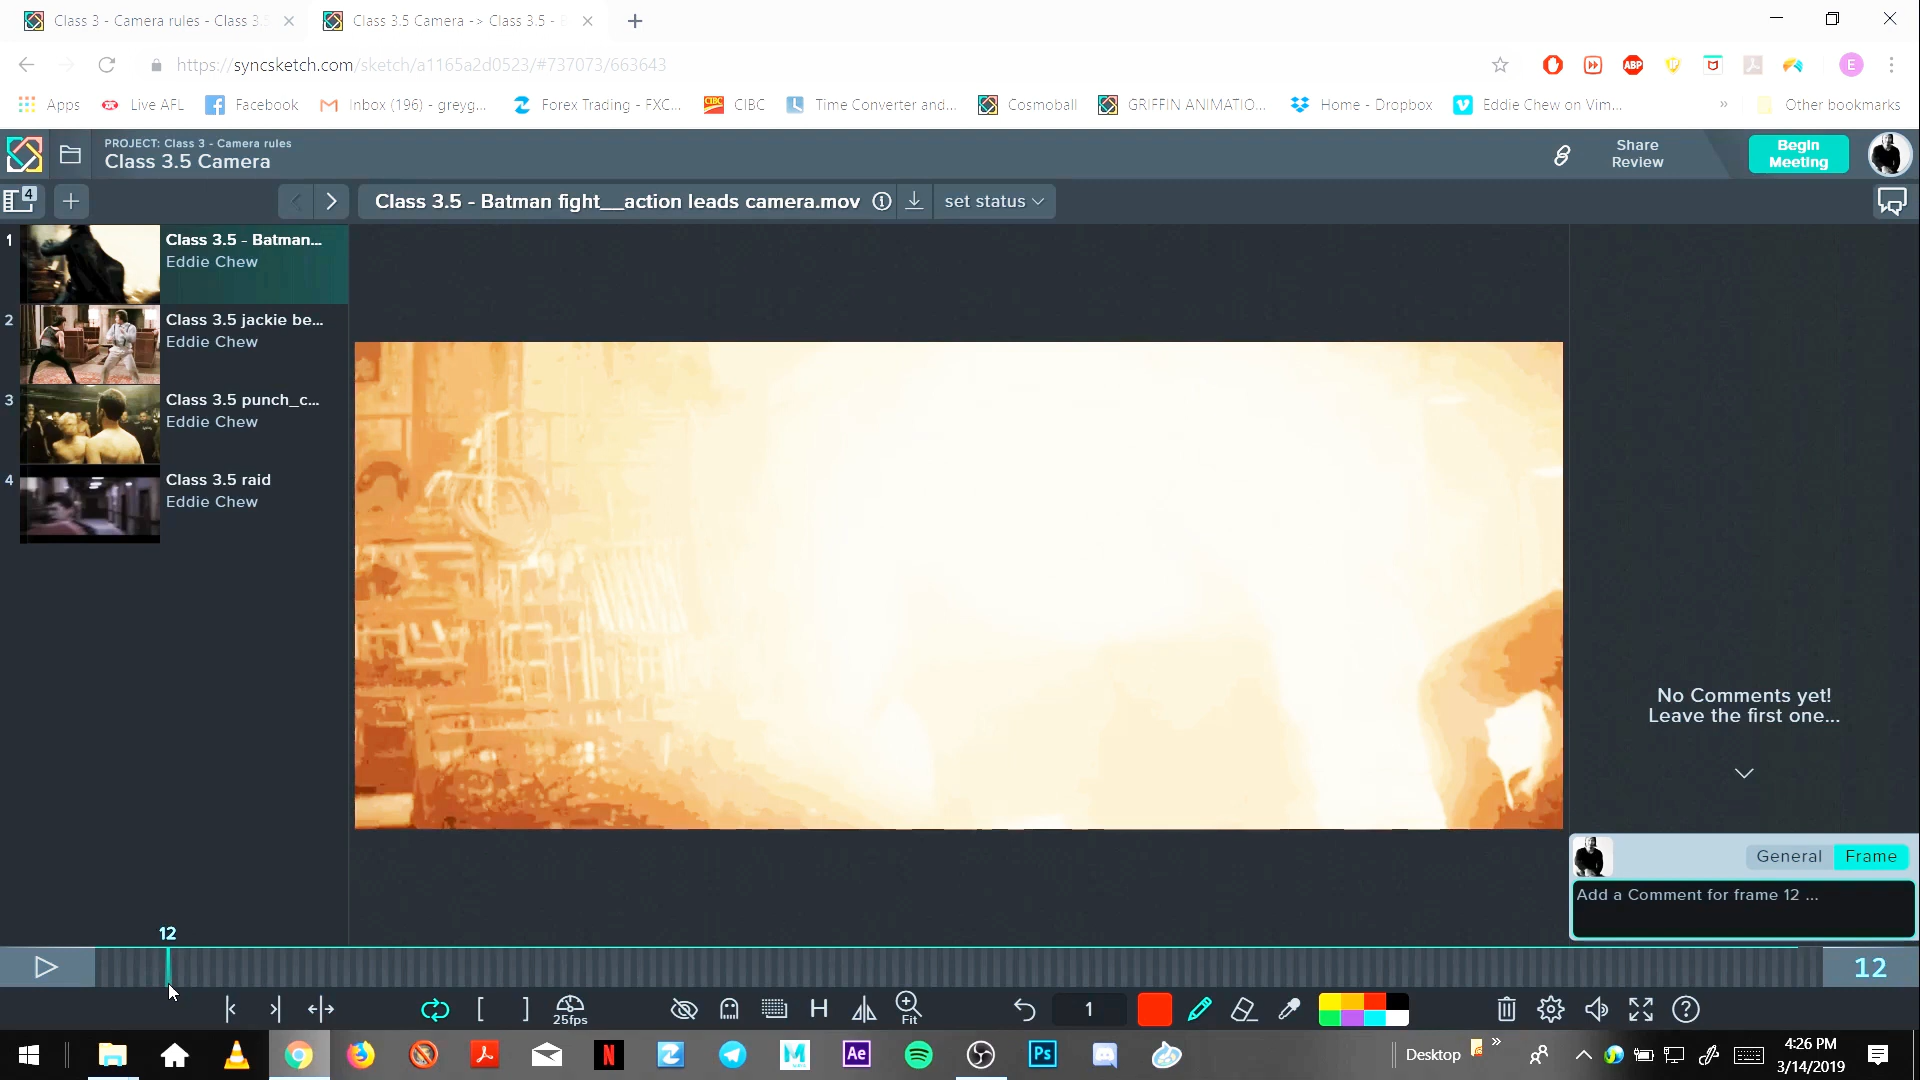 Class 3 - Camera rules - Class 3.5
Class 3.5 Camera -> Class 3.5 -
https://syncsketch.com/sketch/a1165a2d0523/#737073/663643
ABP
E
Apps
Live AFL
Facebook
Inbox (196) - greyg...
Forex Trading - FXC...
CIBC
CIBC
Time Converter and...
Cosmoball
GRIFFIN ANIMATIO...
Home - Dropbox
Eddie Chew on Vim...
»
Other bookmarks
PROJECT: Class 3 - Camera rules
Class 3.5 Camera
Share
Review
Begin
Meeting
4
Class 3.5 - Batman fight__action leads camera.mov
set status
1
Class 3.5 - Batman...
Eddie Chew
2
Class 3.5 jackie be...
Eddie Chew
3
Class 3.5 punch_c...
Eddie Chew
4
Class 3.5 raid
Eddie Chew
No Comments yet!
Leave the first one...
General
Frame
Add a Comment for frame 12 ...
12
12
25fps
H
Fit
1
N
Ae
Ps
Desktop
»
4:26 PM
3/14/2019